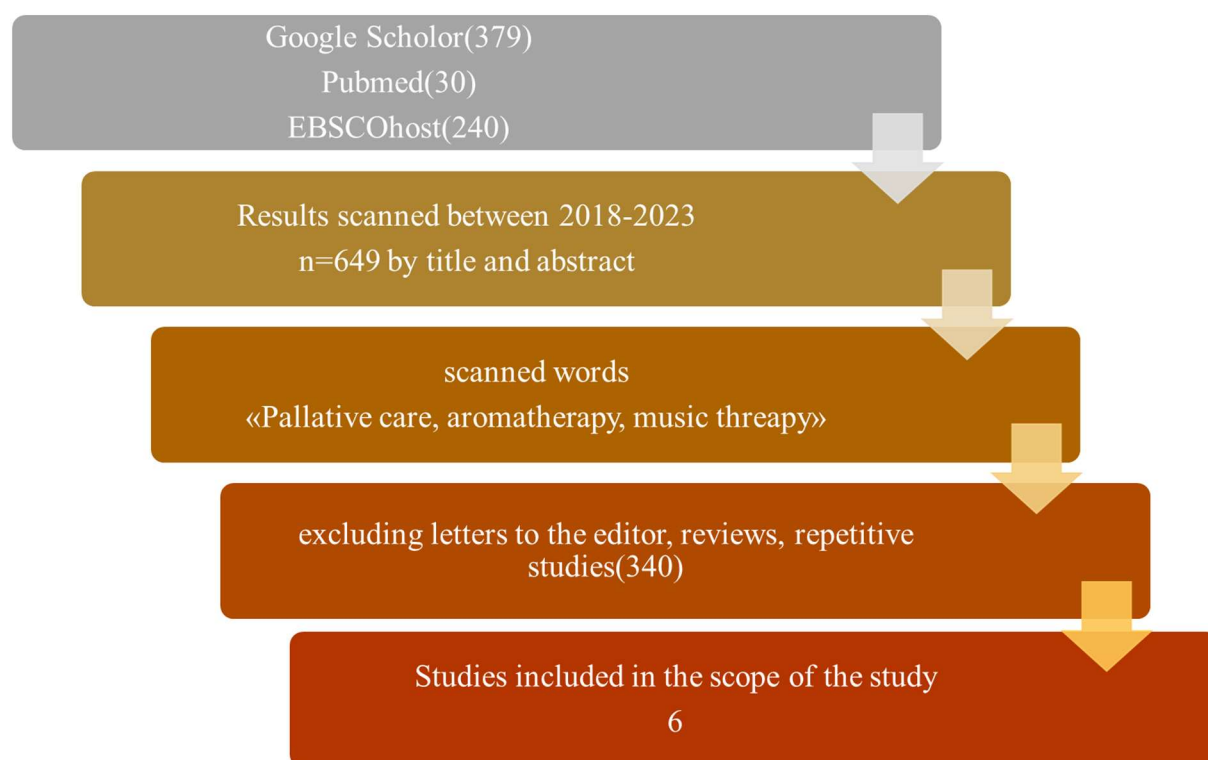 Google Scholor(379)
Pubmed(30)
EBSCOhost(240)
Results scanned between 2018-2023
n=649 by title and abstract
scanned words
«Pallative care, aromatherapy, music threapy»
excluding letters to the editor, reviews, repetitive
studies(340)
Studies included in the scope of the study
6